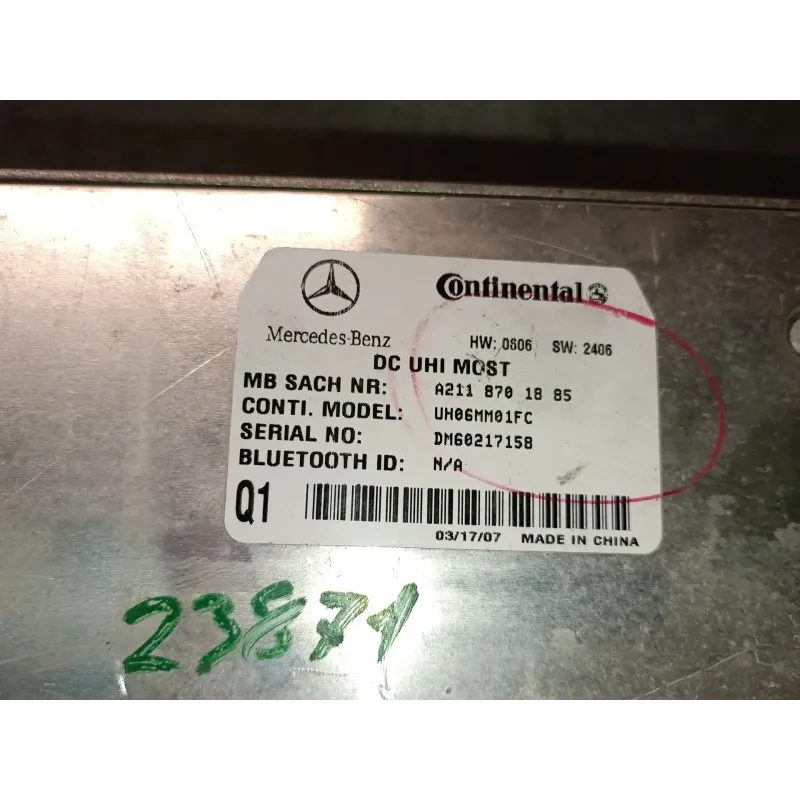 Continental
Mercedes-Benz
HW: 0606 SW: 2406
DC UHI MOST
MB SACH NR: A211 870 18 85
CONTI. MODEL: UH06MM01FC
SERIAL NO: DM60217158
BLUETOOTH ID: N/A
Q1
03/17/07 MADE IN CHINA
23871